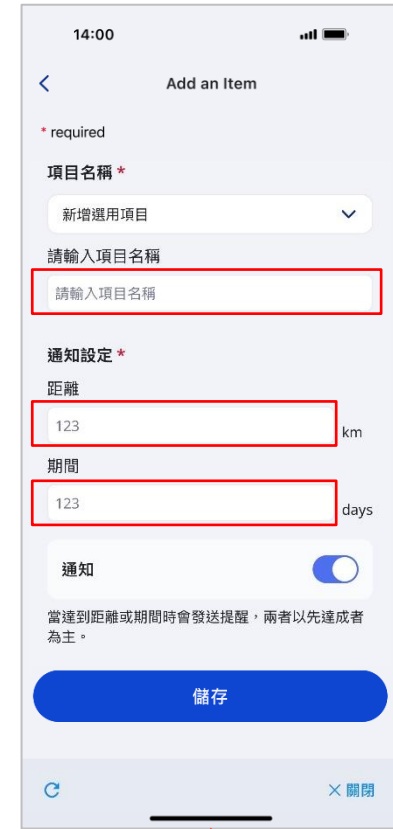 14:00
Add an Item
* required
項目名稱 *
新增選用項目
請輸入項目名稱
請輸入項目名稱
通知設定 *
距離
123
km
期間
123
days
通知
當達到距離或期間時會發送提醒，兩者以先達成者
為主。
儲存
關閉